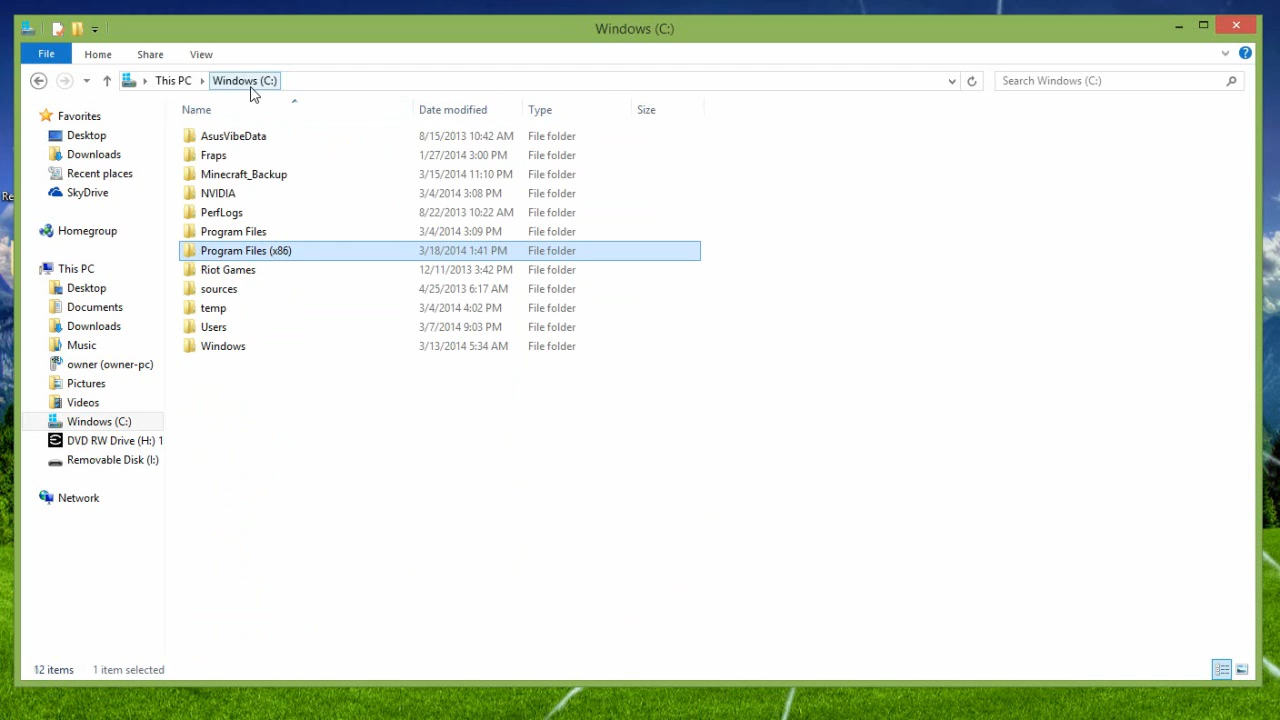 Windows (C:)
File Home Share View
This PC Windows (C:) Search Windows (C:)
Name Date modified Type Size
Favorites
Desktop
Downloads
Recent places
SkyDrive
Homegroup
This PC
Desktop
Documents
Downloads
Music
owner (owner-pc)
Pictures
Videos
Windows (C:)
DVD RW Drive (H:) 1
Removable Disk (I:)
Network
AsusVibeData 8/15/2013 10:42 AM File folder
Fraps 1/27/2014 3:00 PM File folder
Minecraft_Backup 3/15/2014 11:10 PM File folder
NVIDIA 3/4/2014 3:08 PM File folder
PerfLogs 8/22/2013 10:22 AM File folder
Program Files 3/4/2014 3:09 PM File folder
Program Files (x86) 3/18/2014 1:41 PM File folder
Riot Games 12/11/2013 3:42 PM File folder
sources 4/25/2013 6:17 AM File folder
temp 3/4/2014 4:02 PM File folder
Users 3/7/2014 9:03 PM File folder
Windows 3/13/2014 5:34 AM File folder
12 items 1 item selected
Re